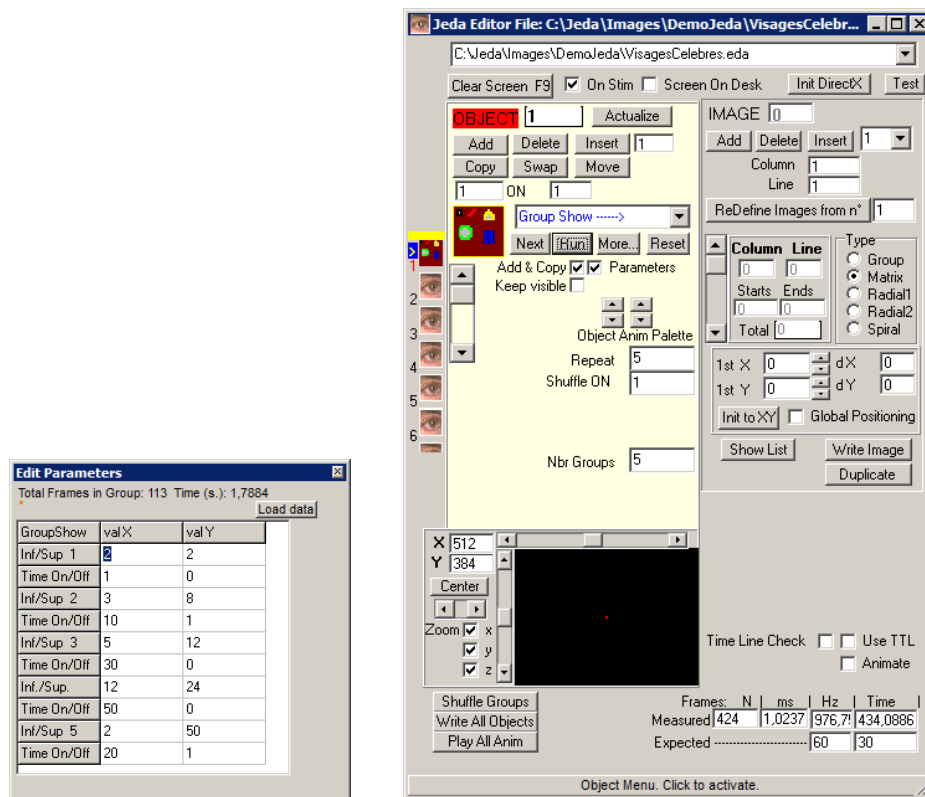 Jeda Editor File: C:\Jeda\Images\DemoJeda\VisagesCelebr...
C:\Jeda\Images\DemoJeda\VisagesCelebres.eda
Clear Screen F9 On Stim Screen On Desk Init DirectX Test
OBJECT 1 Actualize
Add Delete Insert 1
Copy Swap Move
1 ON 1
Group Show ----->
Next Run More... Reset
Add & Copy Parameters
Keep visible
Object Anim Palette
Repeat 5
Shuffle ON 1
Nbr Groups 5
> 1
2
3
4
5
6
IMAGE 0
Add Delete Insert 1
Column 1
Line 1
ReDefine Images from n° 1
Column Line
0 0
Starts Ends
0 0
Total 0
Type
Group
Matrix
Radial1
Radial2
Spiral
1st X 0 dX 0
1st Y 0 dY 0
Init to XY Global Positioning
Show List Write Image
Duplicate
X 512
Y 384
Center
Zoom x
y
z
Time Line Check Use TTL
Animate
Shuffle Groups
Write All Objects
Play All Anim
Frames: N | ms | Hz | Time |
Measured 424 1,0237 976,7 434,0886
Expected ------------------------- 60 30
Object Menu. Click to activate.
Edit Parameters
Total Frames in Group: 113 Time (s.): 1,7884
Load data
GroupShow val X val Y
Inf/Sup 1 2 2
Time On/Off 1 0
Inf/Sup 2 3 8
Time On/Off 10 1
Inf/Sup 3 5 12
Time On/Off 30 0
Inf./Sup. 12 24
Time On/Off 50 0
Inf/Sup 5 2 50
Time On/Off 20 1